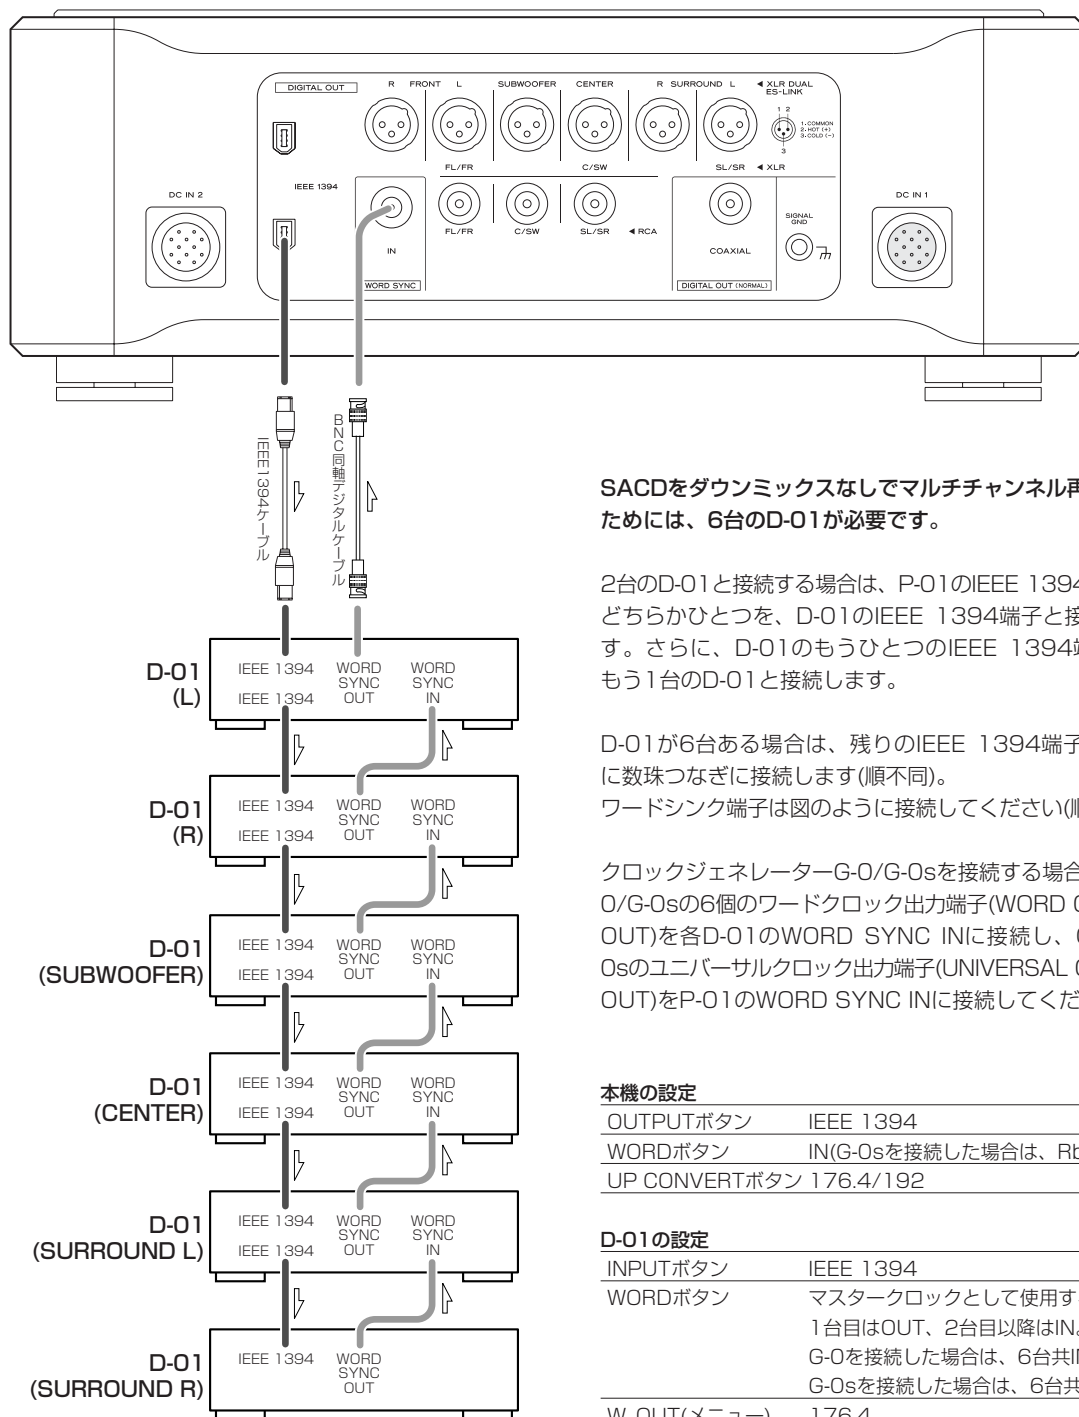 DIGITAL OUT
R FRONT L SUBWOOFER CENTER R SURROUND L ◀ XLR DUAL
ES-LINK
1 2
1.COMMON
2.HOT (+)
3.COLD (−)
3
FL/FR C/SW SL/SR ◀ XLR
IEEE 1394
DC IN 2
DC IN 1
SIGNAL
GND
FL/FR C/SW SL/SR ◀ RCA
IN
COAXIAL
WORD SYNC
DIGITAL OUT (NORMAL)
IEEE1394ケーブル
BNC同軸デジタルケーブル
SACDをダウンミックスなしでマルチチャンネル再
ためには、6台のD-01が必要です。
2台のD-01と接続する場合は、P-01のIEEE 1394
どちらかひとつを、D-01のIEEE 1394端子と接
す。さらに、D-01のもうひとつのIEEE 1394端
もう1台のD-01と接続します。
D-01が6台ある場合は、残りのIEEE 1394端子
に数珠つなぎに接続します(順不同)。
ワードシンク端子は図のように接続してください(順
クロックジェネレーターG-0/G-0sを接続する場合
0/G-0sの6個のワードクロック出力端子(WORD
OUT)を各D-01のWORD SYNC INに接続し、
0sのユニバーサルクロック出力端子(UNIVERSAL
OUT)をP-01のWORD SYNC INに接続してくだ
D-01
(L)
IEEE 1394 WORD SYNC OUT WORD SYNC IN
IEEE 1394
D-01
(R)
IEEE 1394 WORD SYNC OUT WORD SYNC IN
IEEE 1394
D-01
(SUBWOOFER)
IEEE 1394 WORD SYNC OUT WORD SYNC IN
IEEE 1394
D-01
(CENTER)
IEEE 1394 WORD SYNC OUT WORD SYNC IN
IEEE 1394
D-01
(SURROUND L)
IEEE 1394 WORD SYNC OUT WORD SYNC IN
IEEE 1394
D-01
(SURROUND R)
IEEE 1394 WORD SYNC OUT
本機の設定
OUTPUTボタン IEEE 1394
WORDボタン IN(G-0sを接続した場合は、Rb
UP CONVERTボタン 176.4/192
D-01の設定
INPUTボタン IEEE 1394
WORDボタン マスタークロックとして使用す
1台目はOUT、2台目以降はIN。
G-0を接続した場合は、6台共IN
G-0sを接続した場合は、6台共
W OUT(メニュー) 176.4